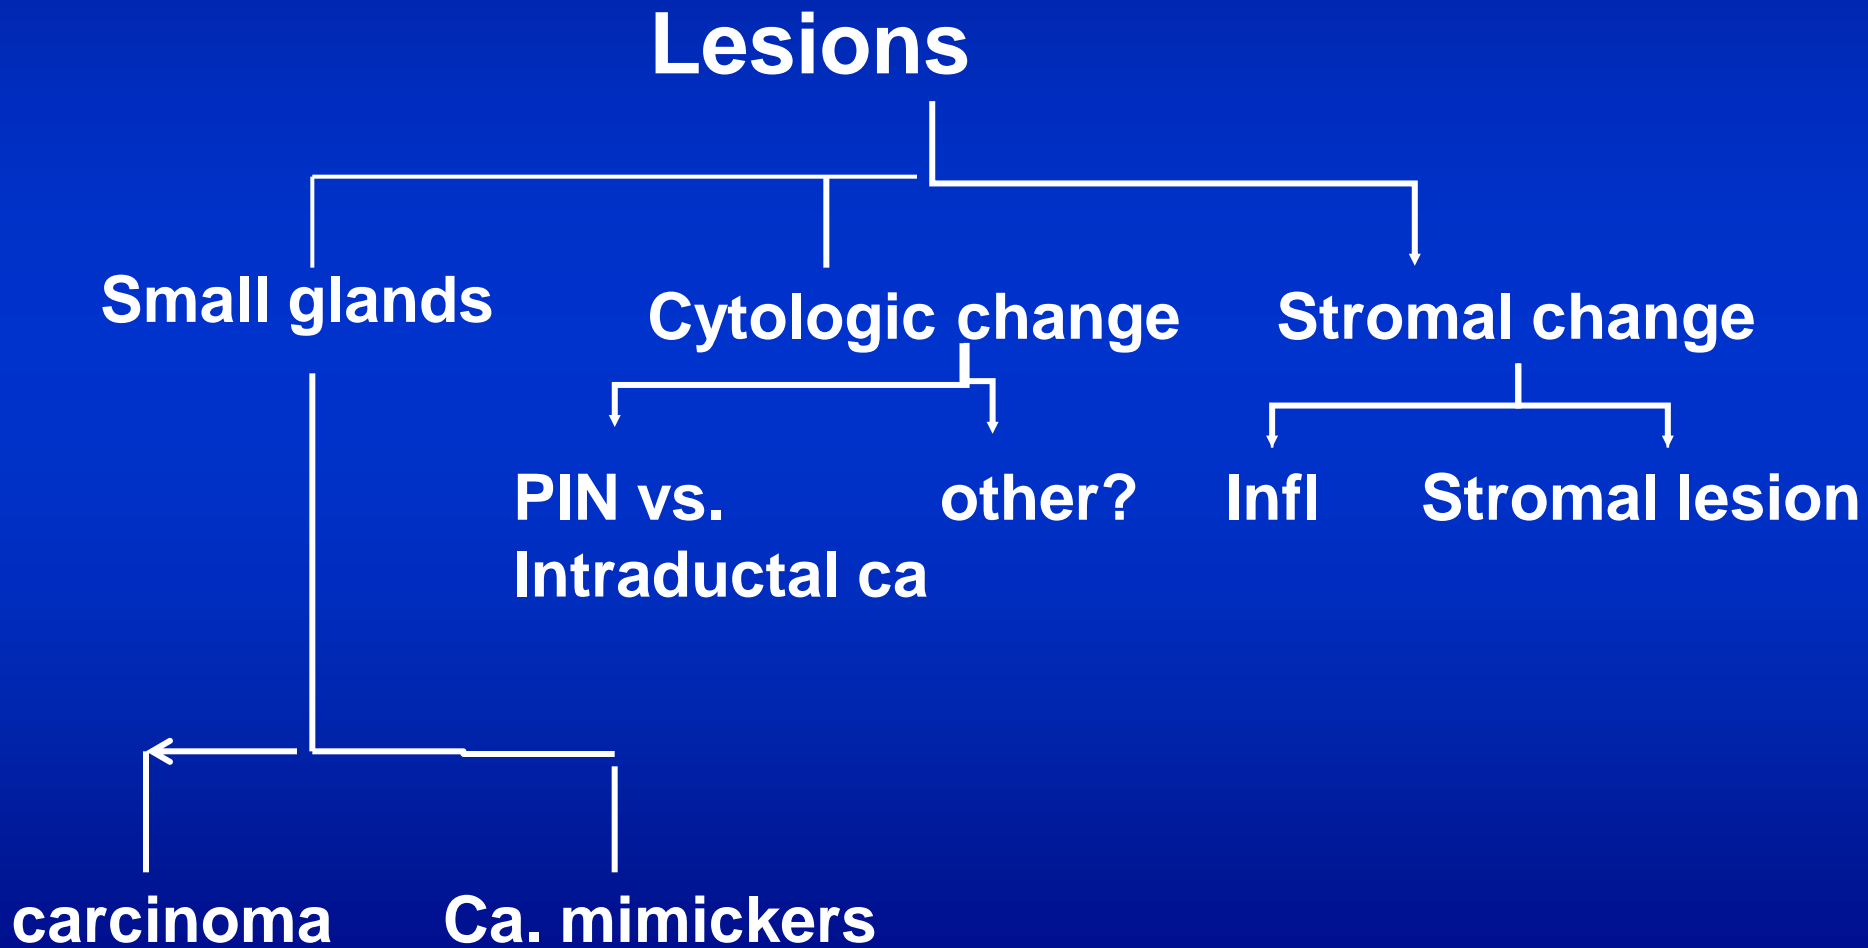 Lesions
Small glands
Cytologic change
Stromal change
PIN vs.
Intraductal ca
other?
Infl
Stromal lesion
carcinoma
Ca. mimickers